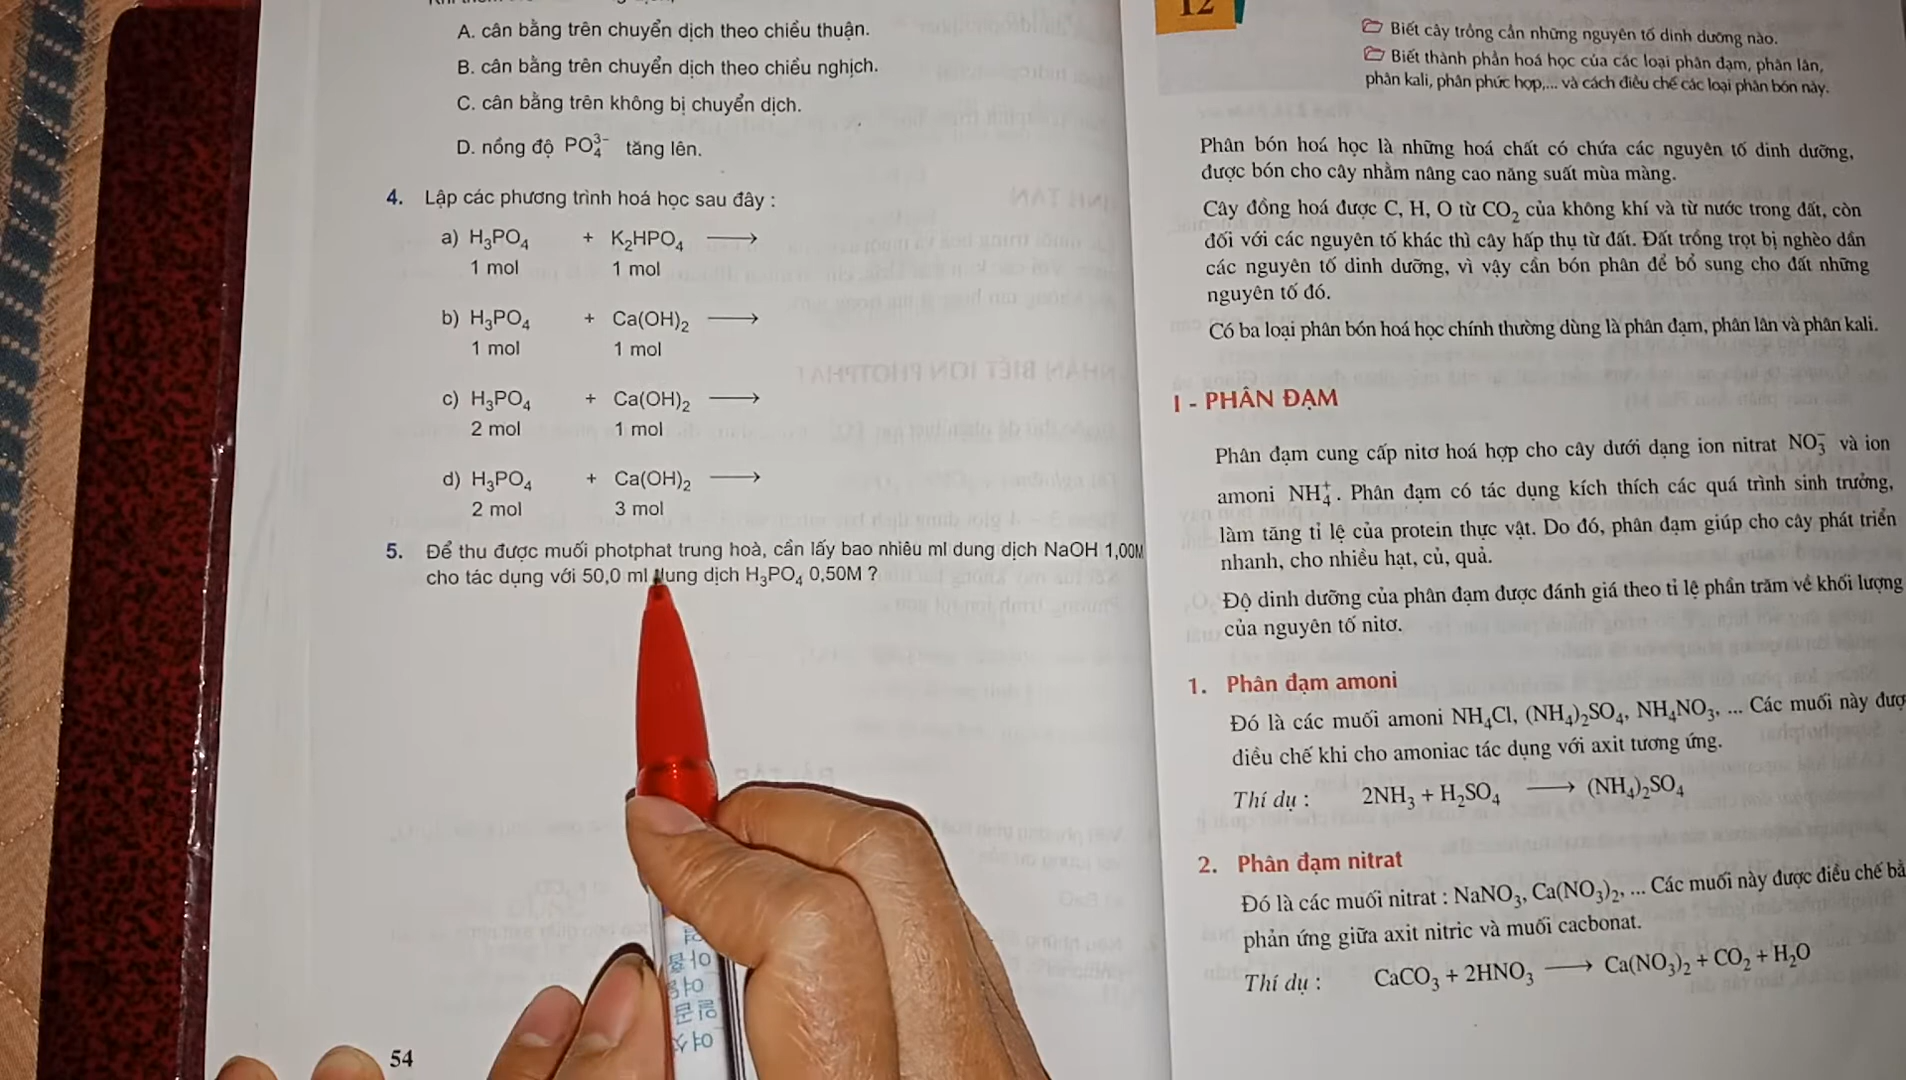 A. cân bằng trên chuyển dịch theo chiều thuận.
B. cân bằng trên chuyển dịch theo chiều nghịch.
C. cân bằng trên không bị chuyển dịch.
D. nồng độ PO₄³⁻ tăng lên.
4. Lập các phương trình hoá học sau đây :
a) H₃PO₄ + K₂HPO₄ ⟶
1 mol 1 mol
b) H₃PO₄ + Ca(OH)₂ ⟶
1 mol 1 mol
c) H₃PO₄ + Ca(OH)₂ ⟶
2 mol 1 mol
d) H₃PO₄ + Ca(OH)₂ ⟶
2 mol 3 mol
5. Để thu được muối photphat trung hoà, cần lấy bao nhiêu ml dung dịch NaOH 1,00M
cho tác dụng với 50,0 ml dung dịch H₃PO₄ 0,50M ?
54
12
Biết cây trồng cần những nguyên tố dinh dưỡng nào.
Biết thành phần hoá học của các loại phân đạm, phân lân,
phân kali, phân phức hợp,... và cách điều chế các loại phân bón này.
Phân bón hoá học là những hoá chất có chứa các nguyên tố dinh dưỡng,
được bón cho cây nhằm nâng cao năng suất mùa màng.
Cây đồng hoá được C, H, O từ CO₂ của không khí và từ nước trong đất, còn
đối với các nguyên tố khác thì cây hấp thụ từ đất. Đất trồng trọt bị nghèo dần
các nguyên tố dinh dưỡng, vì vậy cần bón phân để bổ sung cho đất những
nguyên tố đó.
Có ba loại phân bón hoá học chính thường dùng là phân đạm, phân lân và phân kali.
I - PHÂN ĐẠM
Phân đạm cung cấp nitơ hoá hợp cho cây dưới dạng ion nitrat NO₃⁻ và ion
amoni NH₄⁺. Phân đạm có tác dụng kích thích các quá trình sinh trưởng,
làm tăng tỉ lệ của protein thực vật. Do đó, phân đạm giúp cho cây phát triển
nhanh, cho nhiều hạt, củ, quả.
Độ dinh dưỡng của phân đạm được đánh giá theo tỉ lệ phần trăm về khối lượng
của nguyên tố nitơ.
1. Phân đạm amoni
Đó là các muối amoni NH₄Cl, (NH₄)₂SO₄, NH₄NO₃, ... Các muối này đượ
điều chế khi cho amoniac tác dụng với axit tương ứng.
Thí dụ : 2NH₃ + H₂SO₄ ⟶ (NH₄)₂SO₄
2. Phân đạm nitrat
Đó là các muối nitrat : NaNO₃, Ca(NO₃)₂, ... Các muối này được điều chế bằ
phản ứng giữa axit nitric và muối cacbonat.
Thí dụ : CaCO₃ + 2HNO₃ ⟶ Ca(NO₃)₂ + CO₂ + H₂O